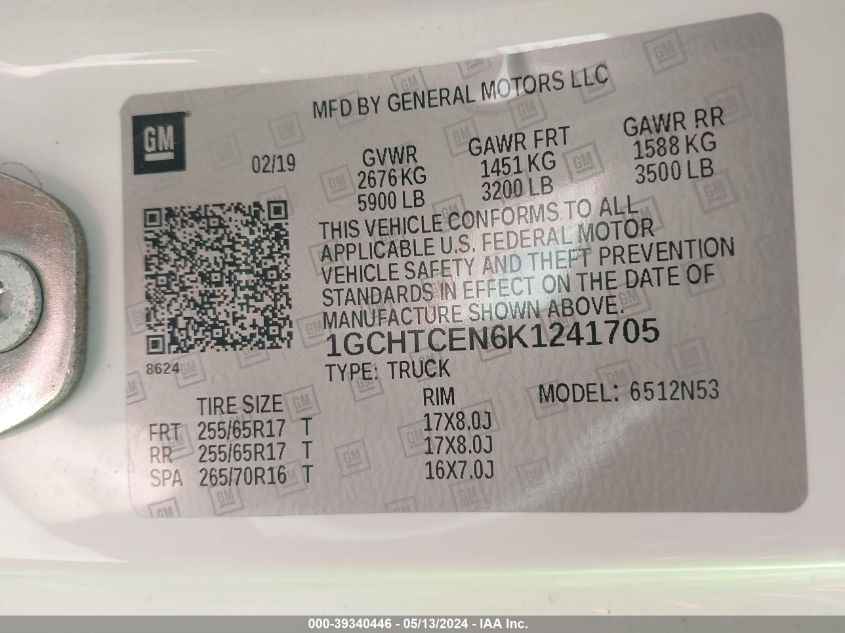 GM
MFD BY GENERAL MOTORS LLC
02/19
GVWR
2676 KG
5900 LB
GAWR FRT
1451 KG
3200 LB
GAWR RR
1588 KG
3500 LB
THIS VEHICLE CONFORMS TO ALL
APPLICABLE U.S. FEDERAL MOTOR
VEHICLE SAFETY AND THEFT PREVENTION
STANDARDS IN EFFECT ON THE DATE OF
MANUFACTURE SHOWN ABOVE.
1GCHTCEN6K1241705
8624
TYPE: TRUCK
MODEL: 6512N53
TIRE SIZE RIM
FRT 255/65R17 T 17X8.0J
RR 255/65R17 T 17X8.0J
SPA 265/70R16 T 16X7.0J
000-39340446 - 05/13/2024 - IAA Inc.